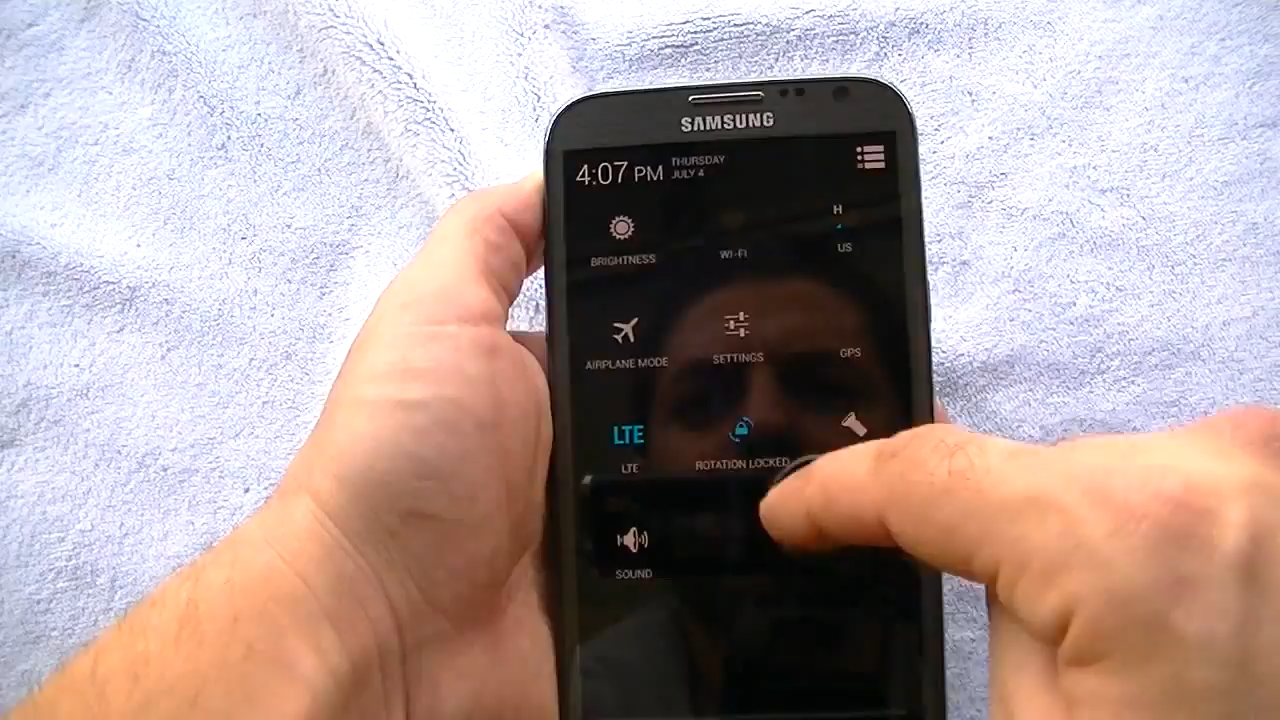 SAMSUNG
4:07 PM
THURSDAY
JULY 4
BRIGHTNESS
WI-FI
H
US
AIRPLANE MODE
SETTINGS
GPS
LTE
LTE
ROTATION LOCKED
SOUND